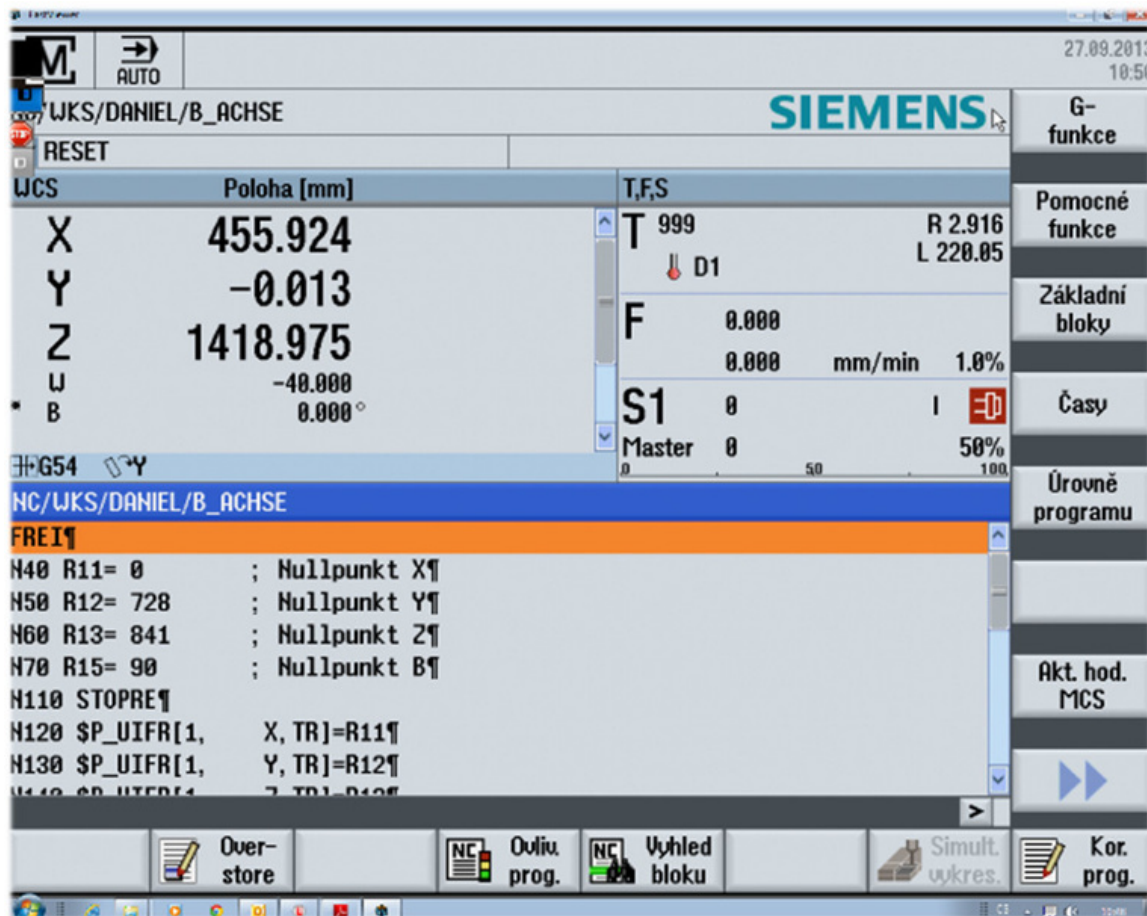 M
AUTO
27.09.2013
10:50
/WKS/DANIEL/B_ACHSE
SIEMENS
RESET
WCS Poloha [mm]
X 455.924
Y -0.013
Z 1418.975
W -40.000
B 0.000°
G54 Y
T,F,S
T 999 R 2.916
D1 L 220.05
F 0.000
0.000 mm/min 1.0%
S1 0 I
Master 0 50%
0 50 100
NC/WKS/DANIEL/B_ACHSE
FREI¶
N40 R11= 0 ; Nullpunkt X¶
N50 R12= 728 ; Nullpunkt Y¶
N60 R13= 841 ; Nullpunkt Z¶
N70 R15= 90 ; Nullpunkt B¶
N110 STOPRE¶
N120 $P_UIFR[1, X, TR]=R11¶
N130 $P_UIFR[1, Y, TR]=R12¶
G-
funkce
Pomocné
funkce
Základní
bloky
Časy
Úrovně
programu
Akt. hod.
MCS
>
Over-
store
NC
Ovliv.
prog.
NC
Vyhled
bloku
Simult.
vykres.
Kor.
prog.